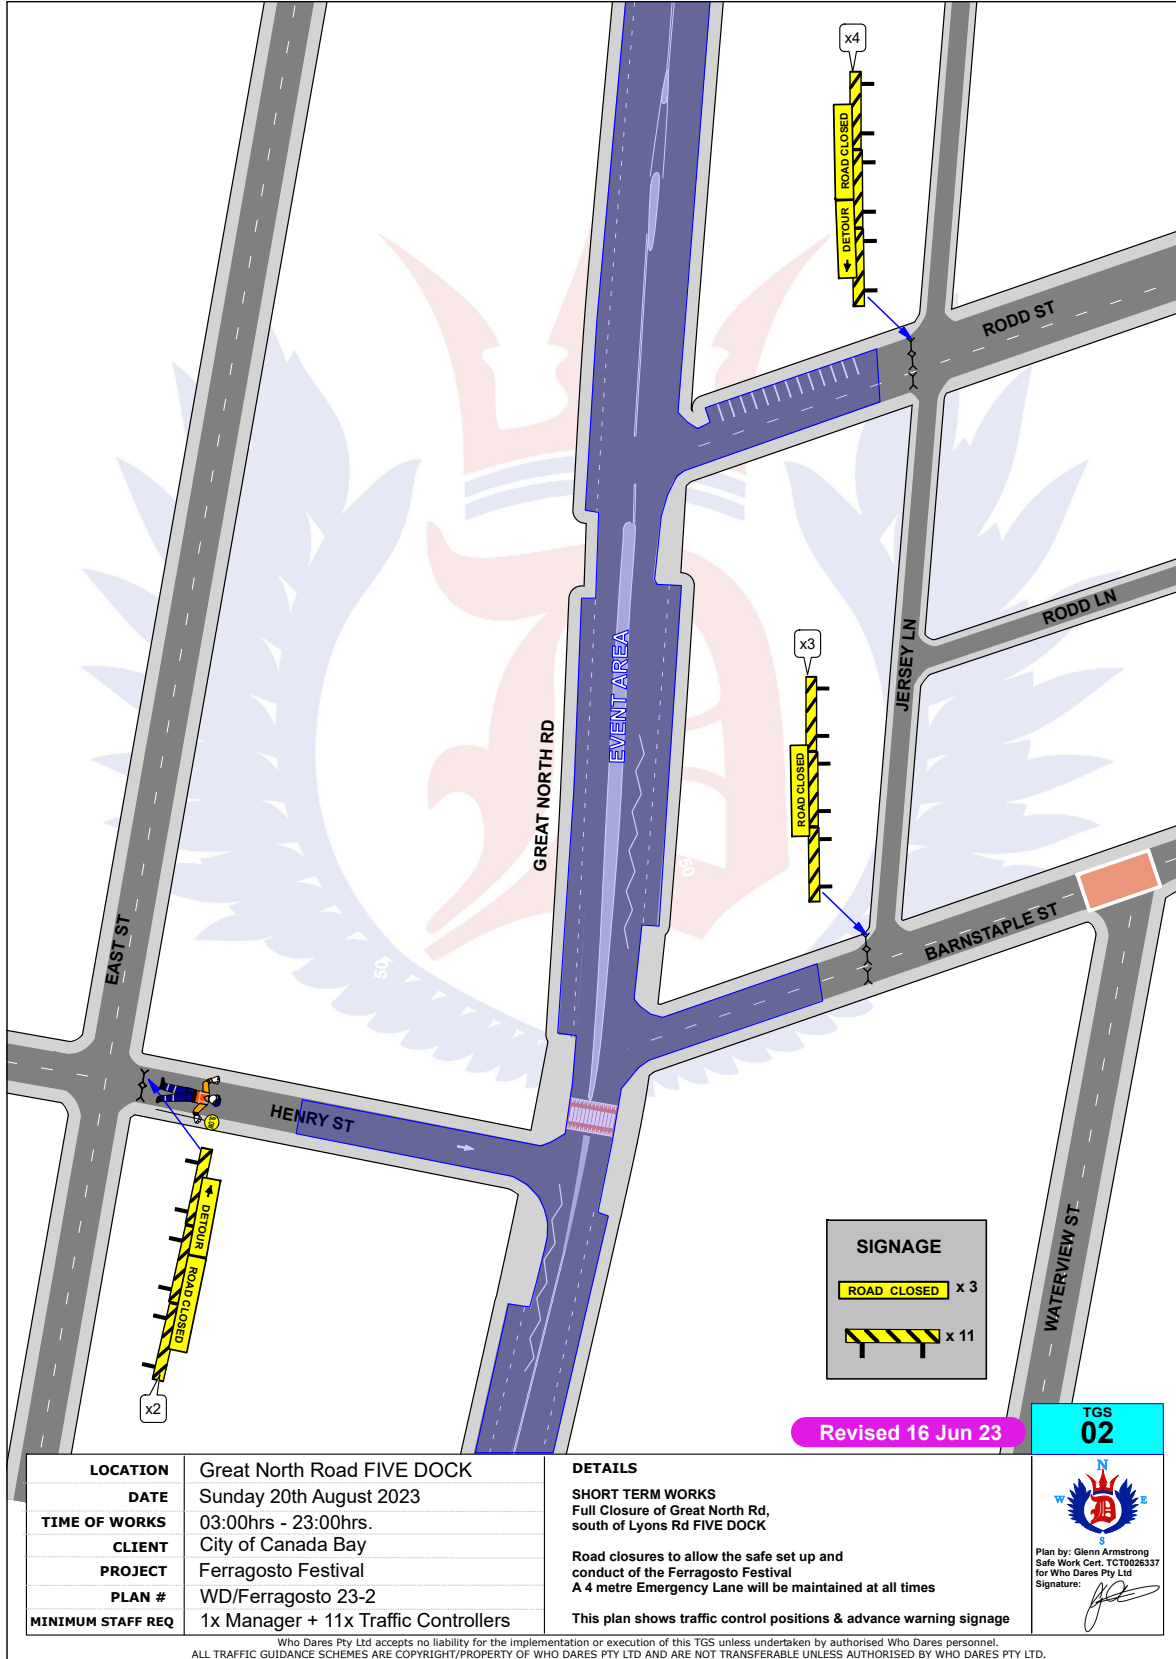 x4
ROAD CLOSED
DETOUR
RODD ST
RODD LN
JERSEY LN
x3
ROAD CLOSED
EVENT AREA
GREAT NORTH RD
BARNSTAPLE ST
EAST ST
50
50
HENRY ST
DETOUR
ROAD CLOSED
x2
WATERVIEW ST
SIGNAGE
ROAD CLOSED x 3
x 11
Revised 16 Jun 23
TGS
02
LOCATION Great North Road FIVE DOCK
DATE Sunday 20th August 2023
TIME OF WORKS 03:00hrs - 23:00hrs.
CLIENT City of Canada Bay
PROJECT Ferragosto Festival
PLAN # WD/Ferragosto 23-2
MINIMUM STAFF REQ 1x Manager + 11x Traffic Controllers
DETAILS
SHORT TERM WORKS
Full Closure of Great North Rd,
south of Lyons Rd FIVE DOCK
Road closures to allow the safe set up and
conduct of the Ferragosto Festival
A 4 metre Emergency Lane will be maintained at all times
This plan shows traffic control positions & advance warning signage
N
W E
D
S
Plan by: Glenn Armstrong
Safe Work Cert. TCT0026337
for Who Dares Pty Ltd
Signature:
Who Dares Pty Ltd accepts no liability for the implementation or execution of this TGS unless undertaken by authorised Who Dares personnel.
ALL TRAFFIC GUIDANCE SCHEMES ARE COPYRIGHT/PROPERTY OF WHO DARES PTY LTD AND ARE NOT TRANSFERABLE UNLESS AUTHORISED BY WHO DARES PTY LTD.